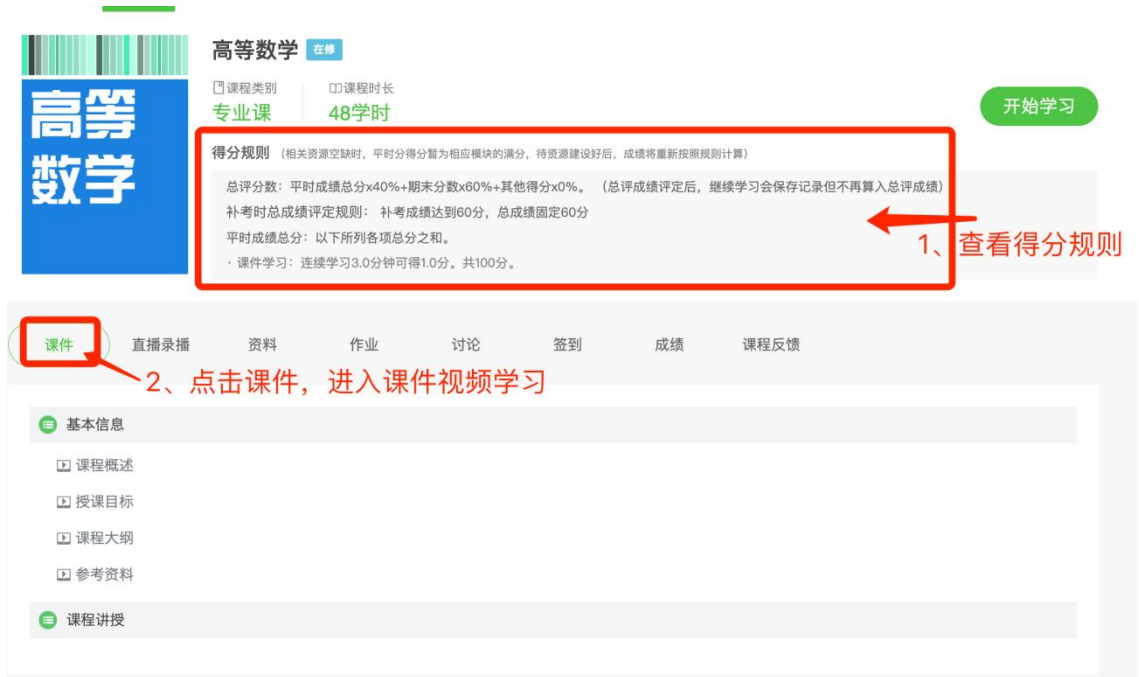 高等
数学
高等数学 在修
课程类别 课程时长
专业课 48学时
开始学习
得分规则 (相关资源空缺时，平时分得分暂为相应模块的满分，待资源建设好后，成绩将重新按照规则计算)
总评分数：平时成绩总分x40%+期末分数x60%+其他得分x0%。 (总评成绩评定后，继续学习会保存记录但不再算入总评成绩)
补考时总成绩评定规则： 补考成绩达到60分，总成绩固定60分
平时成绩总分：以下所列各项总分之和。
· 课件学习：连续学习3.0分钟可得1.0分。共100分。
1、查看得分规则
课件 直播录播 资料 作业 讨论 签到 成绩 课程反馈
2、点击课件，进入课件视频学习
基本信息
课程概述
授课目标
课程大纲
参考资料
课程讲授